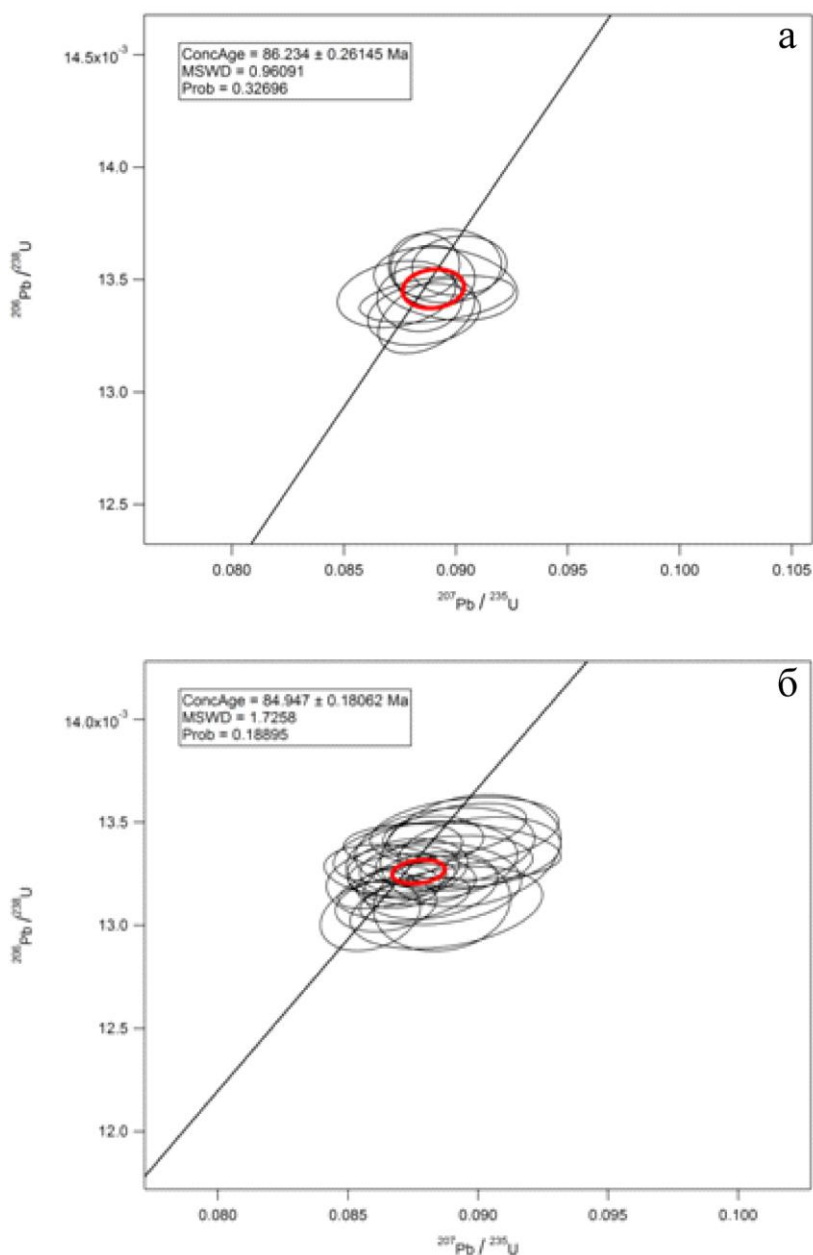 а
14.5x10⁻³
ConcAge = 86.234 ± 0.26145 Ma
MSWD = 0.96091
Prob = 0.32696
14.0
13.5
13.0
12.5
²⁰⁶Pb /²³⁸U
0.080 0.085 0.090 0.095 0.100 0.105
²⁰⁷Pb / ²³⁵U
б
ConcAge = 84.947 ± 0.18062 Ma
MSWD = 1.7258
Prob = 0.18895
14.0x10⁻³
13.5
13.0
12.5
12.0
²⁰⁶Pb /²³⁸U
0.080 0.085 0.090 0.095 0.100
²⁰⁷Pb / ²³⁵U